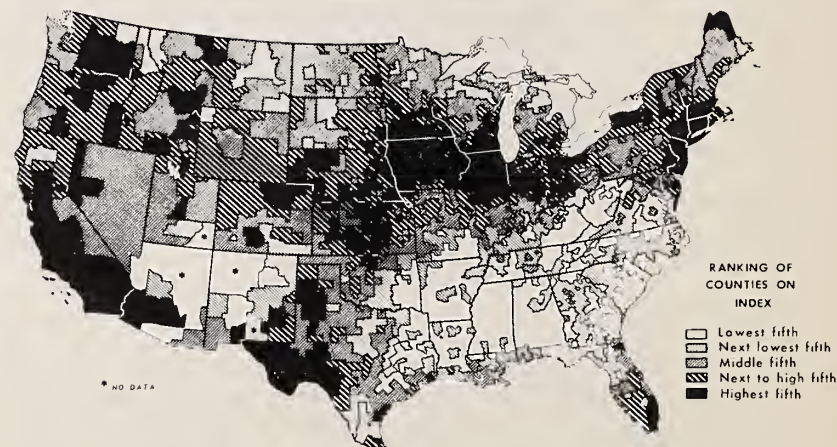 RANKING OF
COUNTIES ON
INDEX
Lowest fifth
Next lowest fifth
Middle fifth
Next to high fifth
Highest fifth
* NO DATA